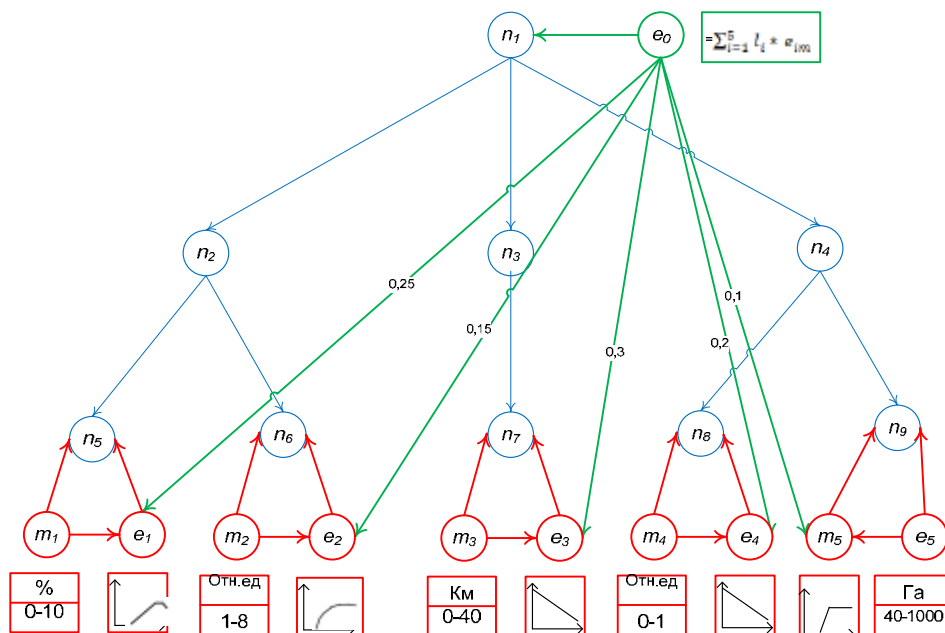 n1
e0
=∑5i=1 li * eim
n2
n3
n4
0,25
0,15
0,3
0,2
0,1
n5
n6
n7
n8
n9
m1
e1
m2
e2
m3
e3
m4
e4
m5
e5
%
0-10
Отн.ед
1-8
Км
0-40
Отн.ед
0-1
Га
40-1000